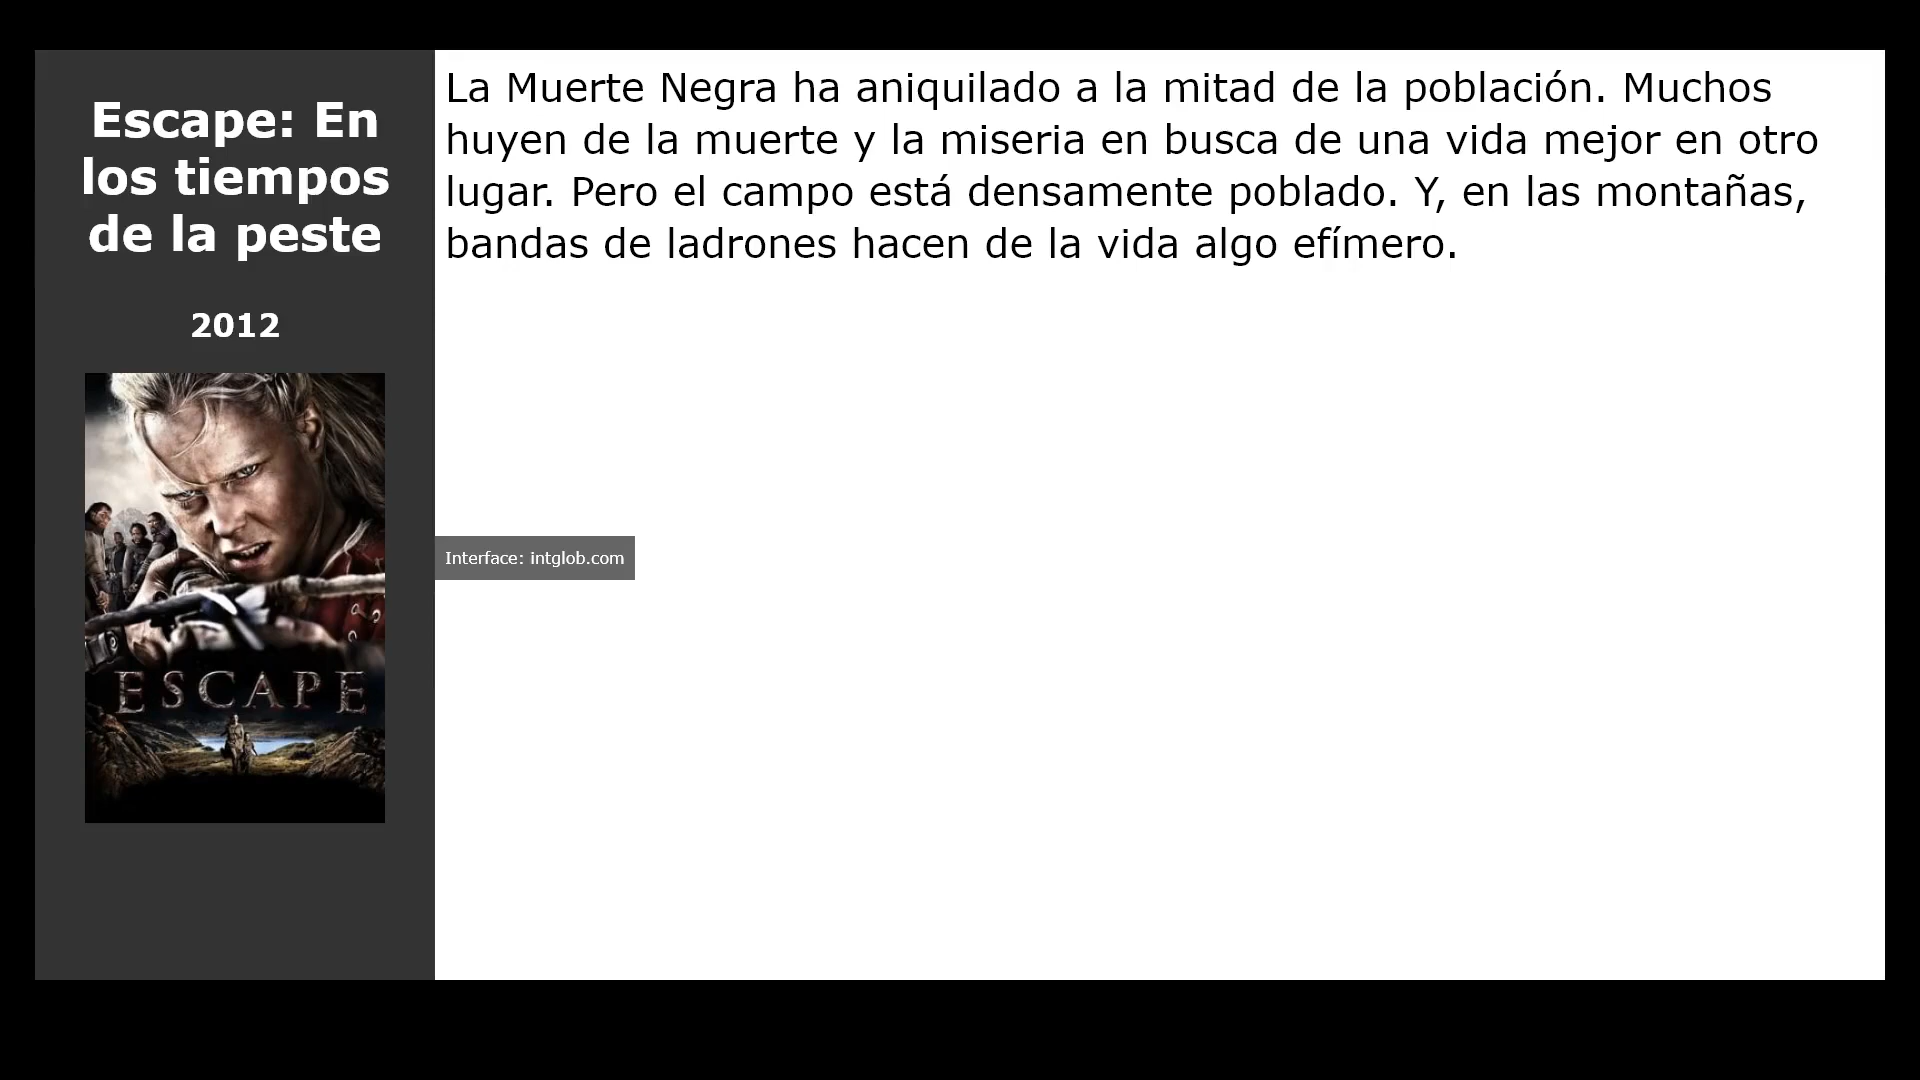 Escape: En
los tiempos
de la peste
2012
ESCAPE
La Muerte Negra ha aniquilado a la mitad de la población. Muchos
huyen de la muerte y la miseria en busca de una vida mejor en otro
lugar. Pero el campo está densamente poblado. Y, en las montañas,
bandas de ladrones hacen de la vida algo efímero.
Interface: intglob.com